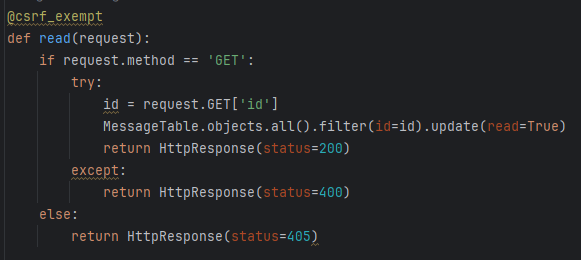 @csrf_exempt
def read(request):
    if request.method == 'GET':
        try:
            id = request.GET['id']
            MessageTable.objects.all().filter(id=id).update(read=True)
            return HttpResponse(status=200)
        except:
            return HttpResponse(status=400)
    else:
        return HttpResponse(status=405)